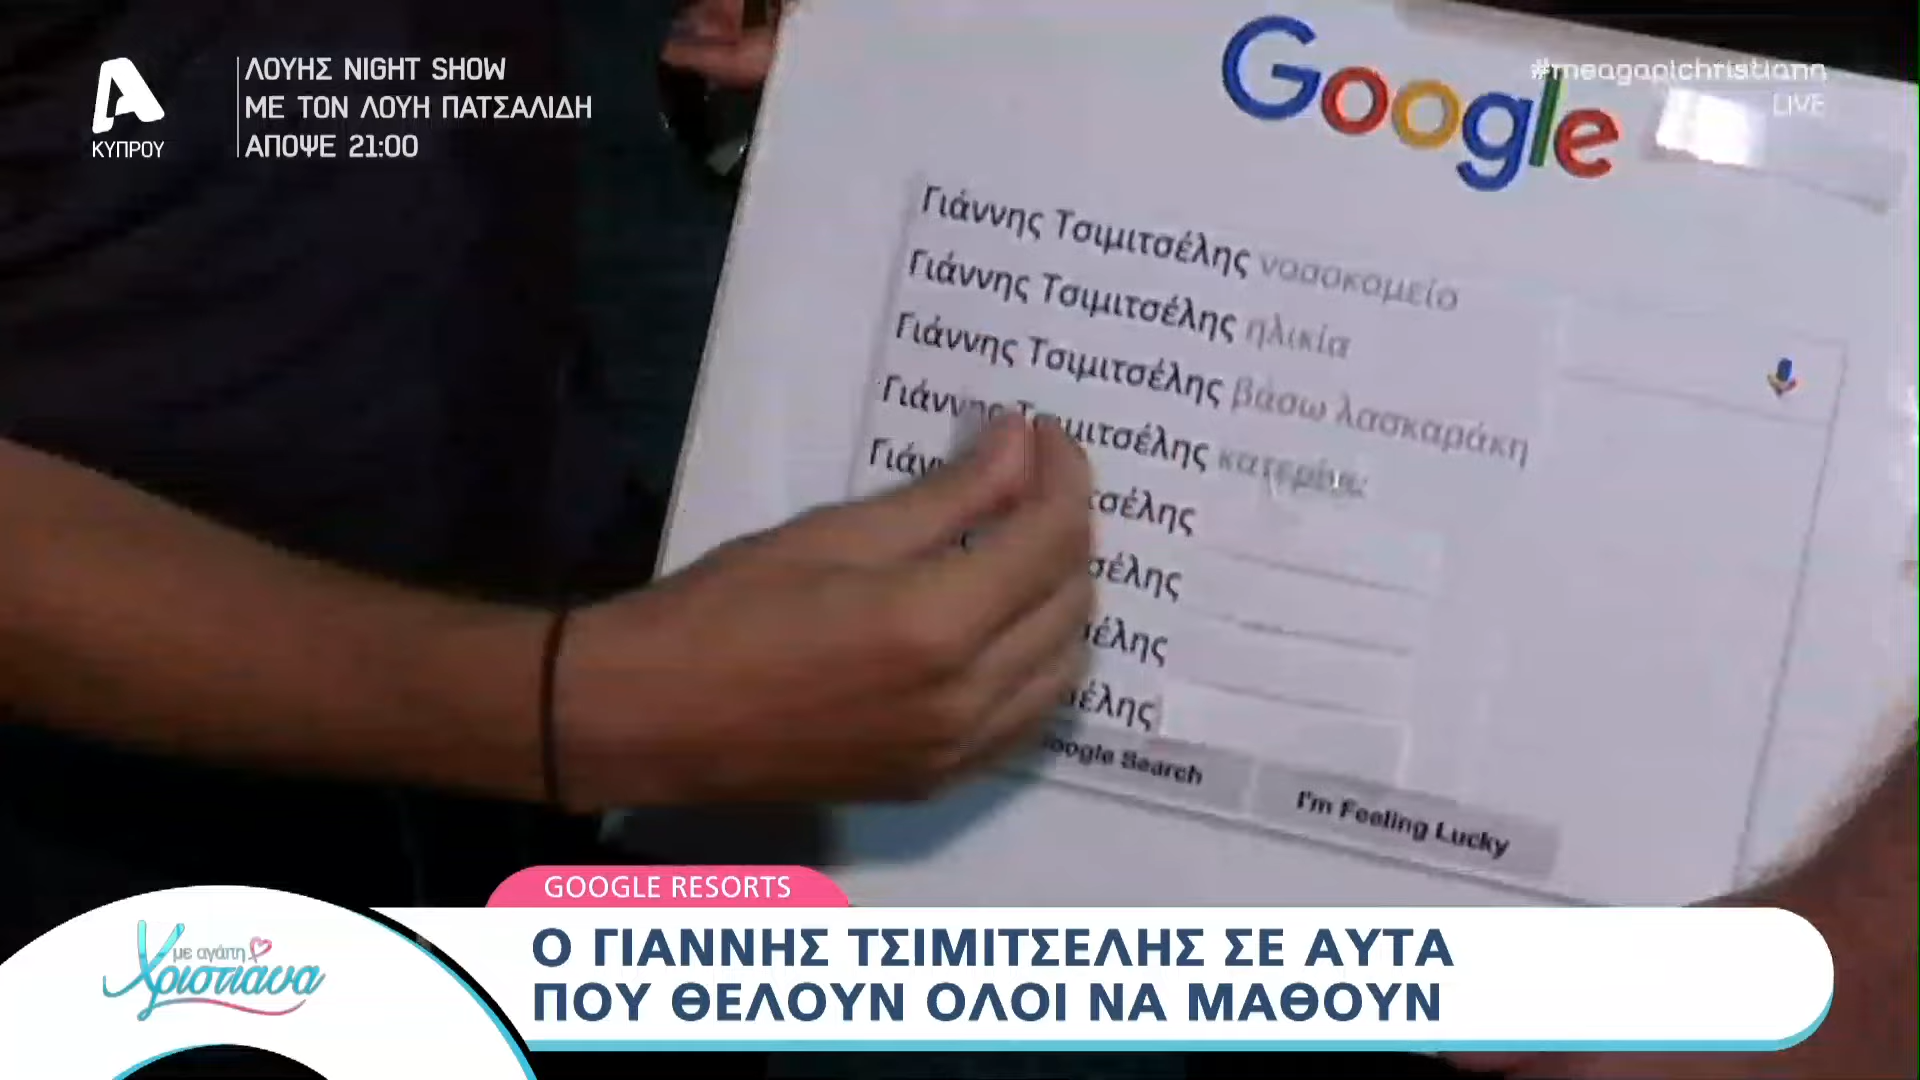 ΛΟΥΗΣ NIGHT SHOW
ΜΕ ΤΟΝ ΛΟΥΗ ΠΑΤΣΑΛΙΔΗ
ΑΠΟΨΕ 21:00
ΚΥΠΡΟΥ
#meagapichristiana
LIVE
Google
Γιάννης Τσιμιτσέλης νοσοκομείο
Γιάννης Τσιμιτσέλης ηλικία
Γιάννης Τσιμιτσέλης βάσω λασκαράκη
Γιάννης Τσιμιτσέλης
Google Search
I'm Feeling Lucky
GOOGLE RESORTS
Ο ΓΙΑΝΝΗΣ ΤΣΙΜΙΤΣΕΛΗΣ ΣΕ ΑΥΤΑ
ΠΟΥ ΘΕΛΟΥΝ ΟΛΟΙ ΝΑ ΜΑΘΟΥΝ
με αγάπη
Χριστιάνα